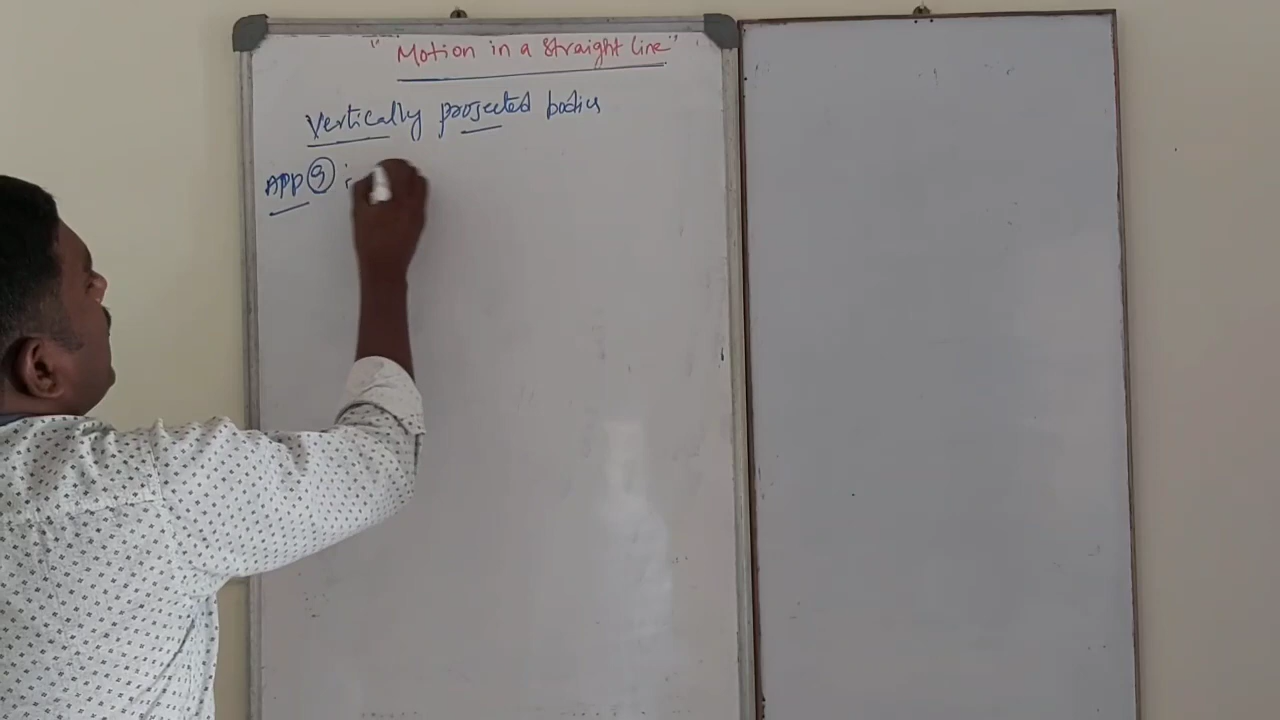 "Motion in a Straight Line"
Vertically projected bodies
APP 9 :